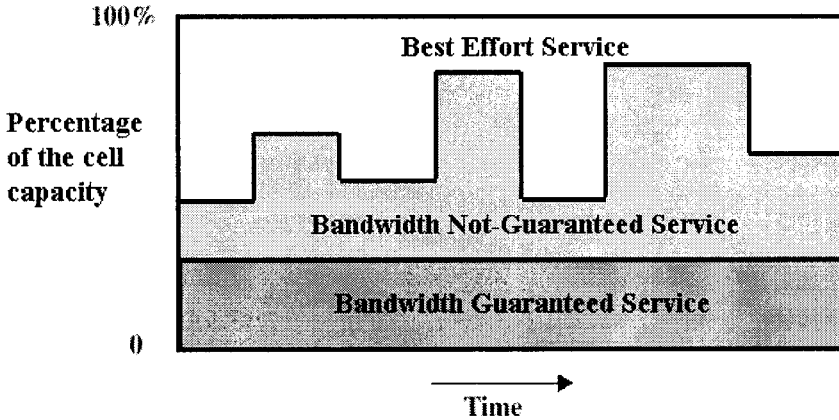 100%
Best Effort Service
Percentage
of the cell
capacity
Bandwidth Not-Guaranteed Service
Bandwidth Guaranteed Service
0
Time